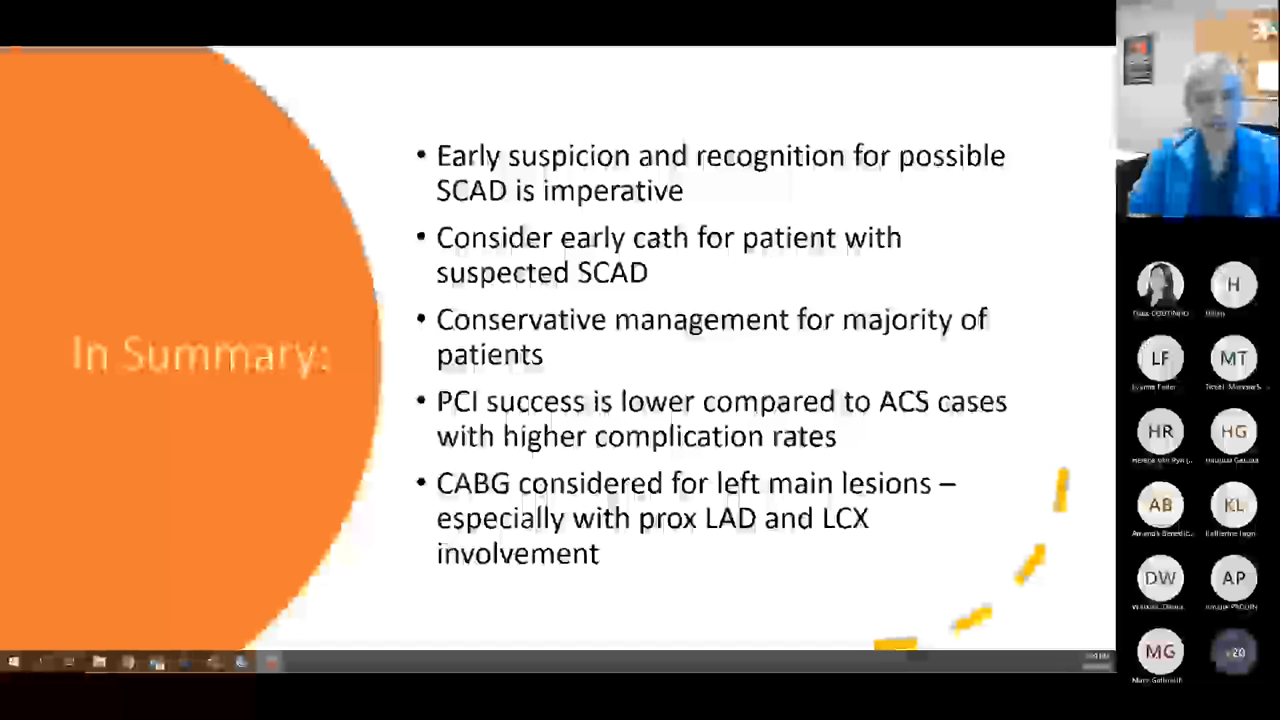 In Summary:
• Early suspicion and recognition for possible
SCAD is imperative
• Consider early cath for patient with
suspected SCAD
• Conservative management for majority of
patients
• PCI success is lower compared to ACS cases
with higher complication rates
• CABG considered for left main lesions –
especially with prox LAD and LCX
involvement
H
LF
MT
HR
HG
AB
KL
DW
AP
MG
+20